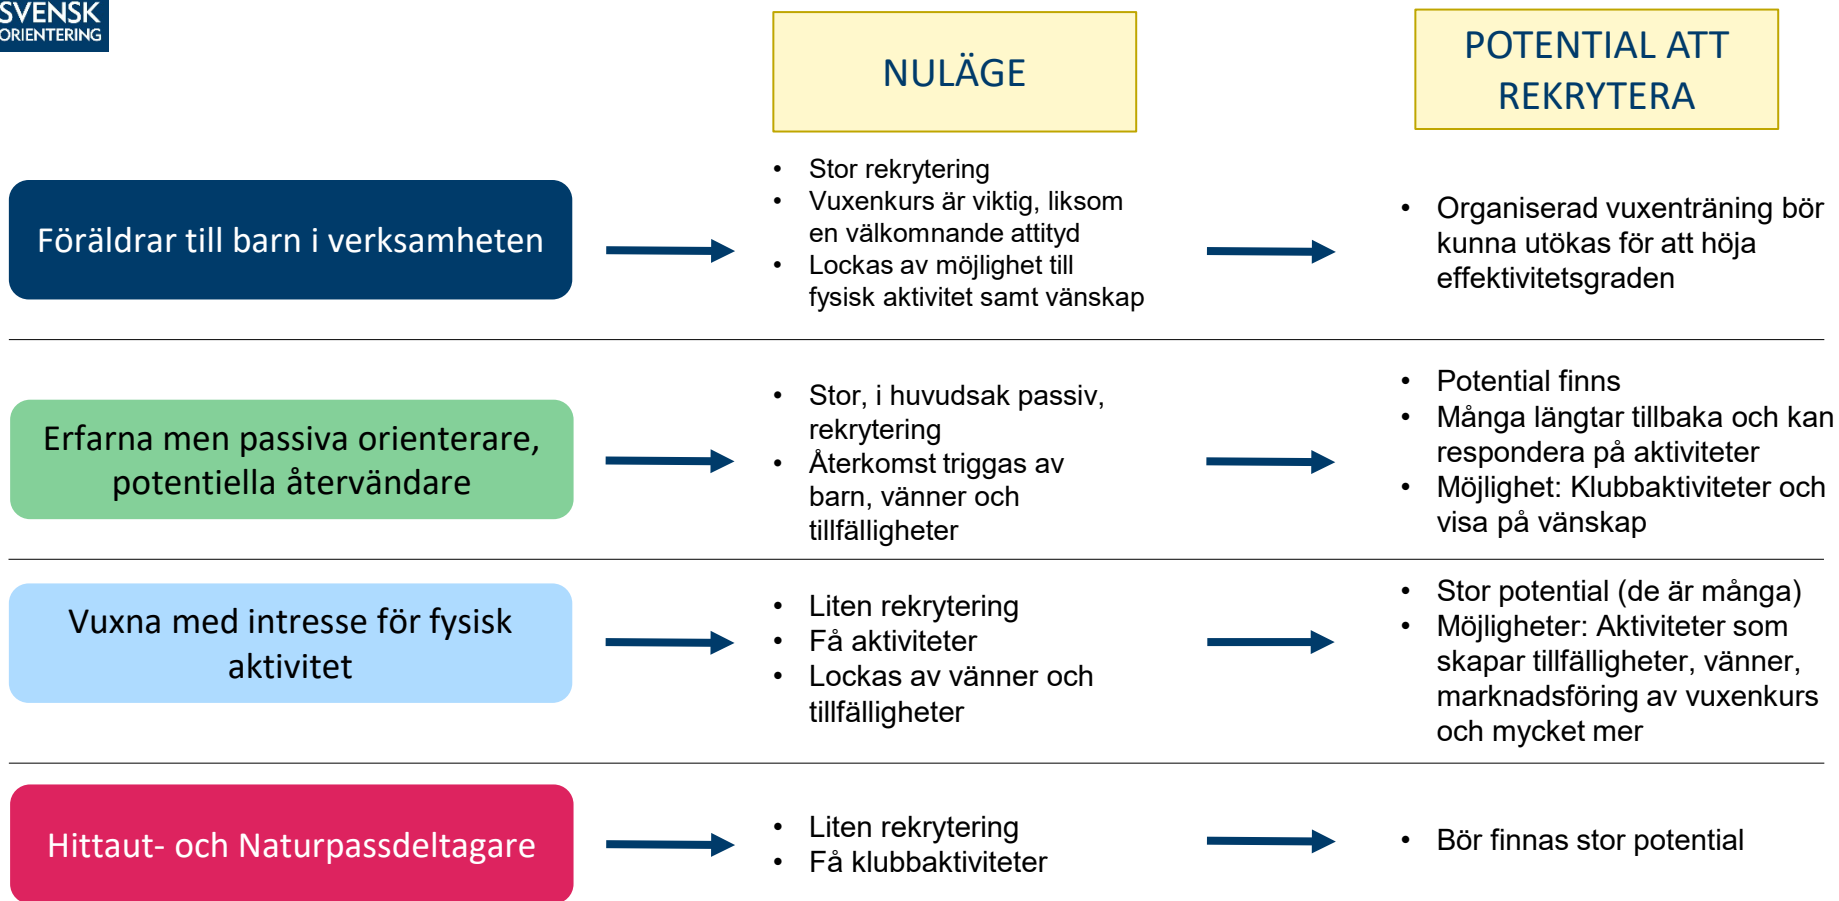 SVENSK
ORIENTERING
NULÄGE
POTENTIAL ATT
REKRYTERA
Föräldrar till barn i verksamheten
• Stor rekrytering
• Vuxenkurs är viktig, liksom
en välkomnande attityd
• Lockas av möjlighet till
fysisk aktivitet samt vänskap
• Organiserad vuxenträning bör
kunna utökas för att höja
effektivitetsgraden
Erfarna men passiva orienterare,
potentiella återvändare
• Stor, i huvudsak passiv,
rekrytering
• Återkomst triggas av
barn, vänner och
tillfälligheter
• Potential finns
• Många längtar tillbaka och kan
respondera på aktiviteter
• Möjlighet: Klubbaktiviteter och
visa på vänskap
Vuxna med intresse för fysisk
aktivitet
• Liten rekrytering
• Få aktiviteter
• Lockas av vänner och
tillfälligheter
• Stor potential (de är många)
• Möjligheter: Aktiviteter som
skapar tillfälligheter, vänner,
marknadsföring av vuxenkurs
och mycket mer
Hittaut- och Naturpassdeltagare
• Liten rekrytering
• Få klubbaktiviteter
• Bör finnas stor potential